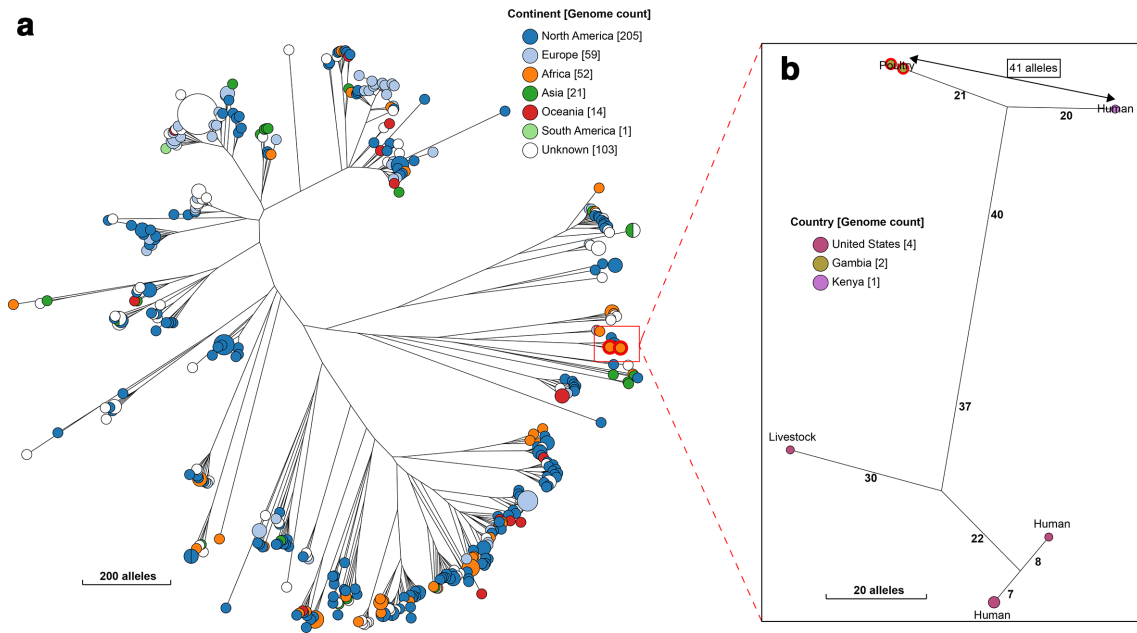 a
Continent [Genome count]
North America [205]
Europe [59]
Africa [52]
Asia [21]
Oceania [14]
South America [1]
Unknown [103]
200 alleles
b
Poultry
41 alleles
21
20
Human
40
Country [Genome count]
United States [4]
Gambia [2]
Kenya [1]
37
Livestock
30
Human
22
8
20 alleles
7
Human